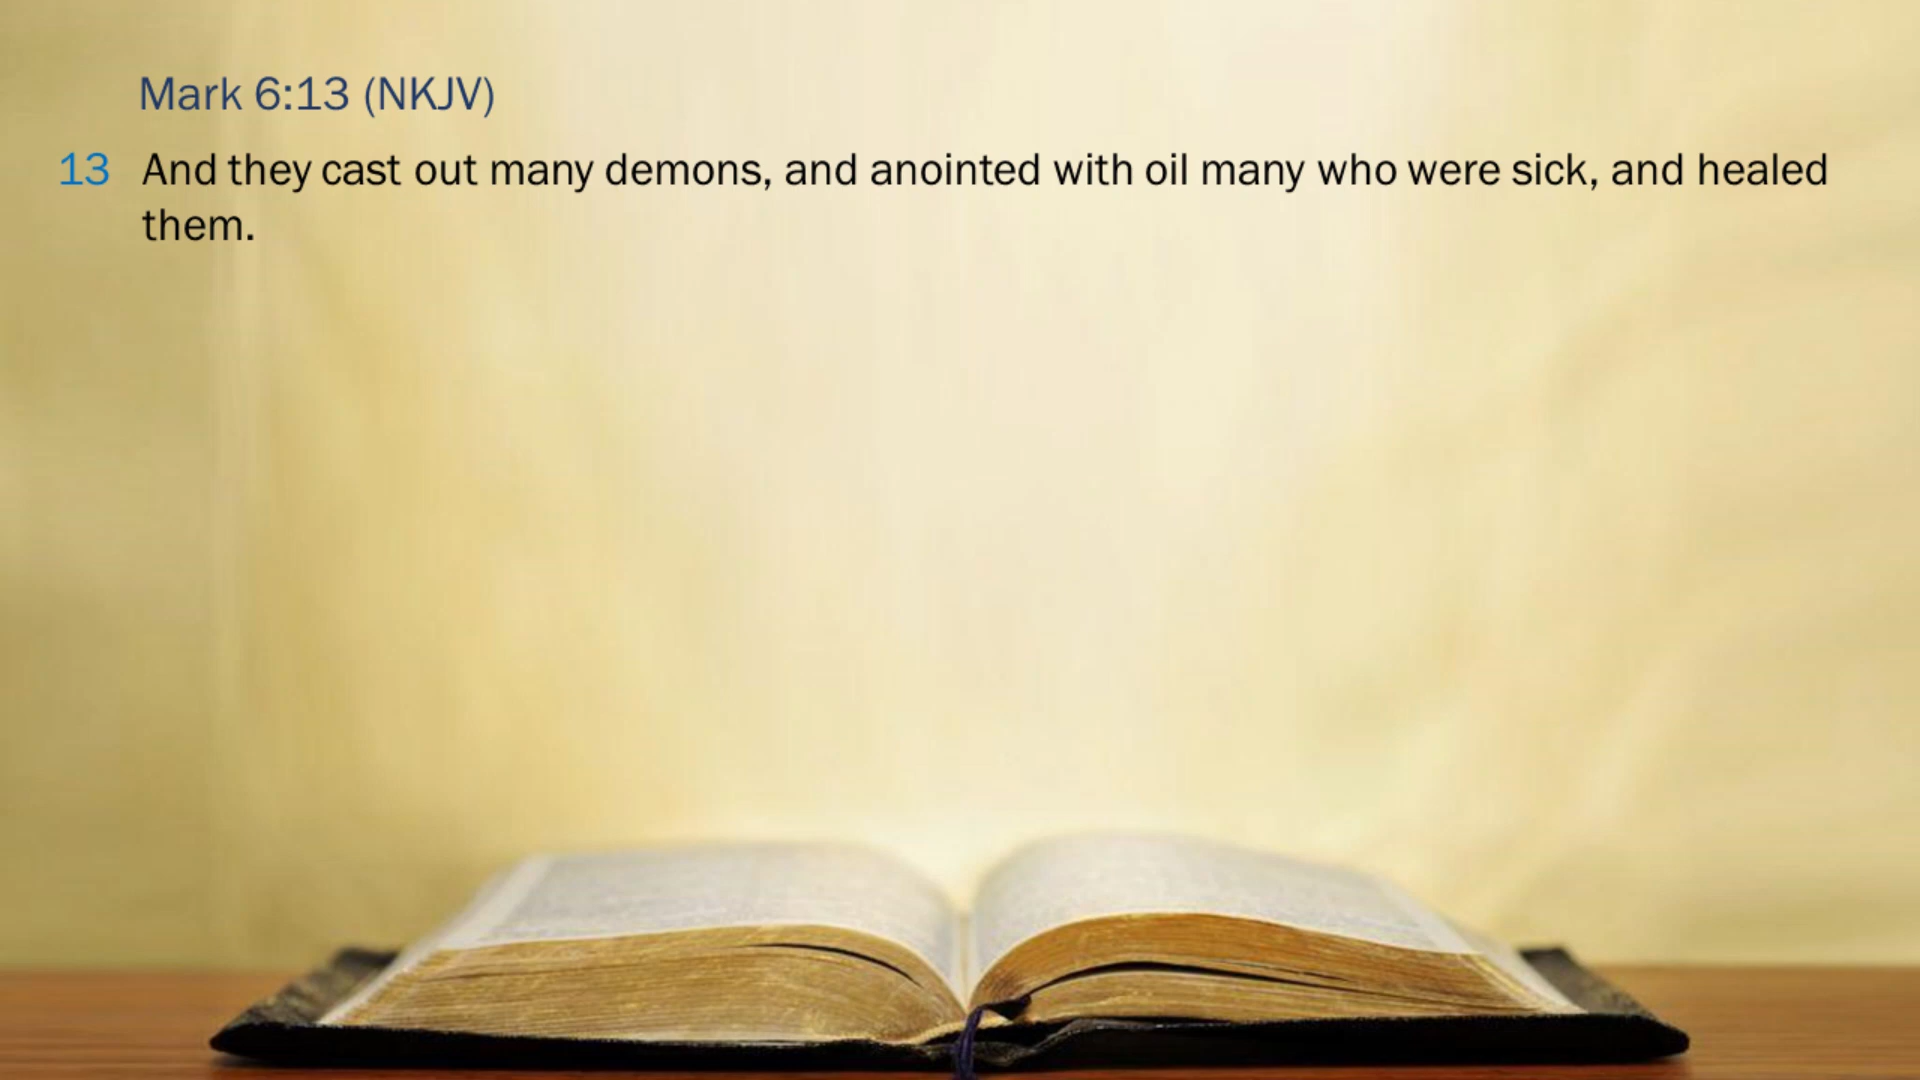 Mark 6:13 (NKJV)
13 And they cast out many demons, and anointed with oil many who were sick, and healed
them.